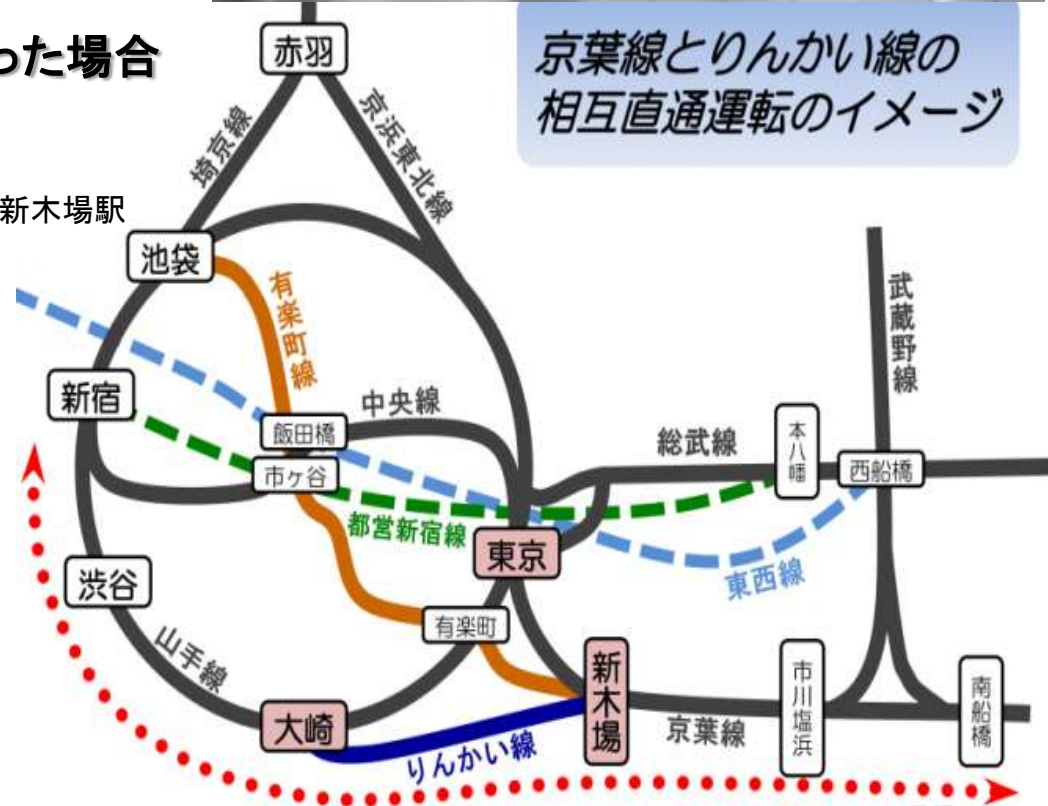 った場合
京葉線とりんかい線の
相互直通運転のイメージ
新木場駅
赤羽
埼京線
京浜東北線
池袋
有楽町線
武蔵野線
新宿
中央線
飯田橋
市ヶ谷
総武線
本八幡
西船橋
都営新宿線
東京
東西線
渋谷
有楽町
山手線
新木場
市川塩浜
南船橋
大崎
りんかい線
京葉線